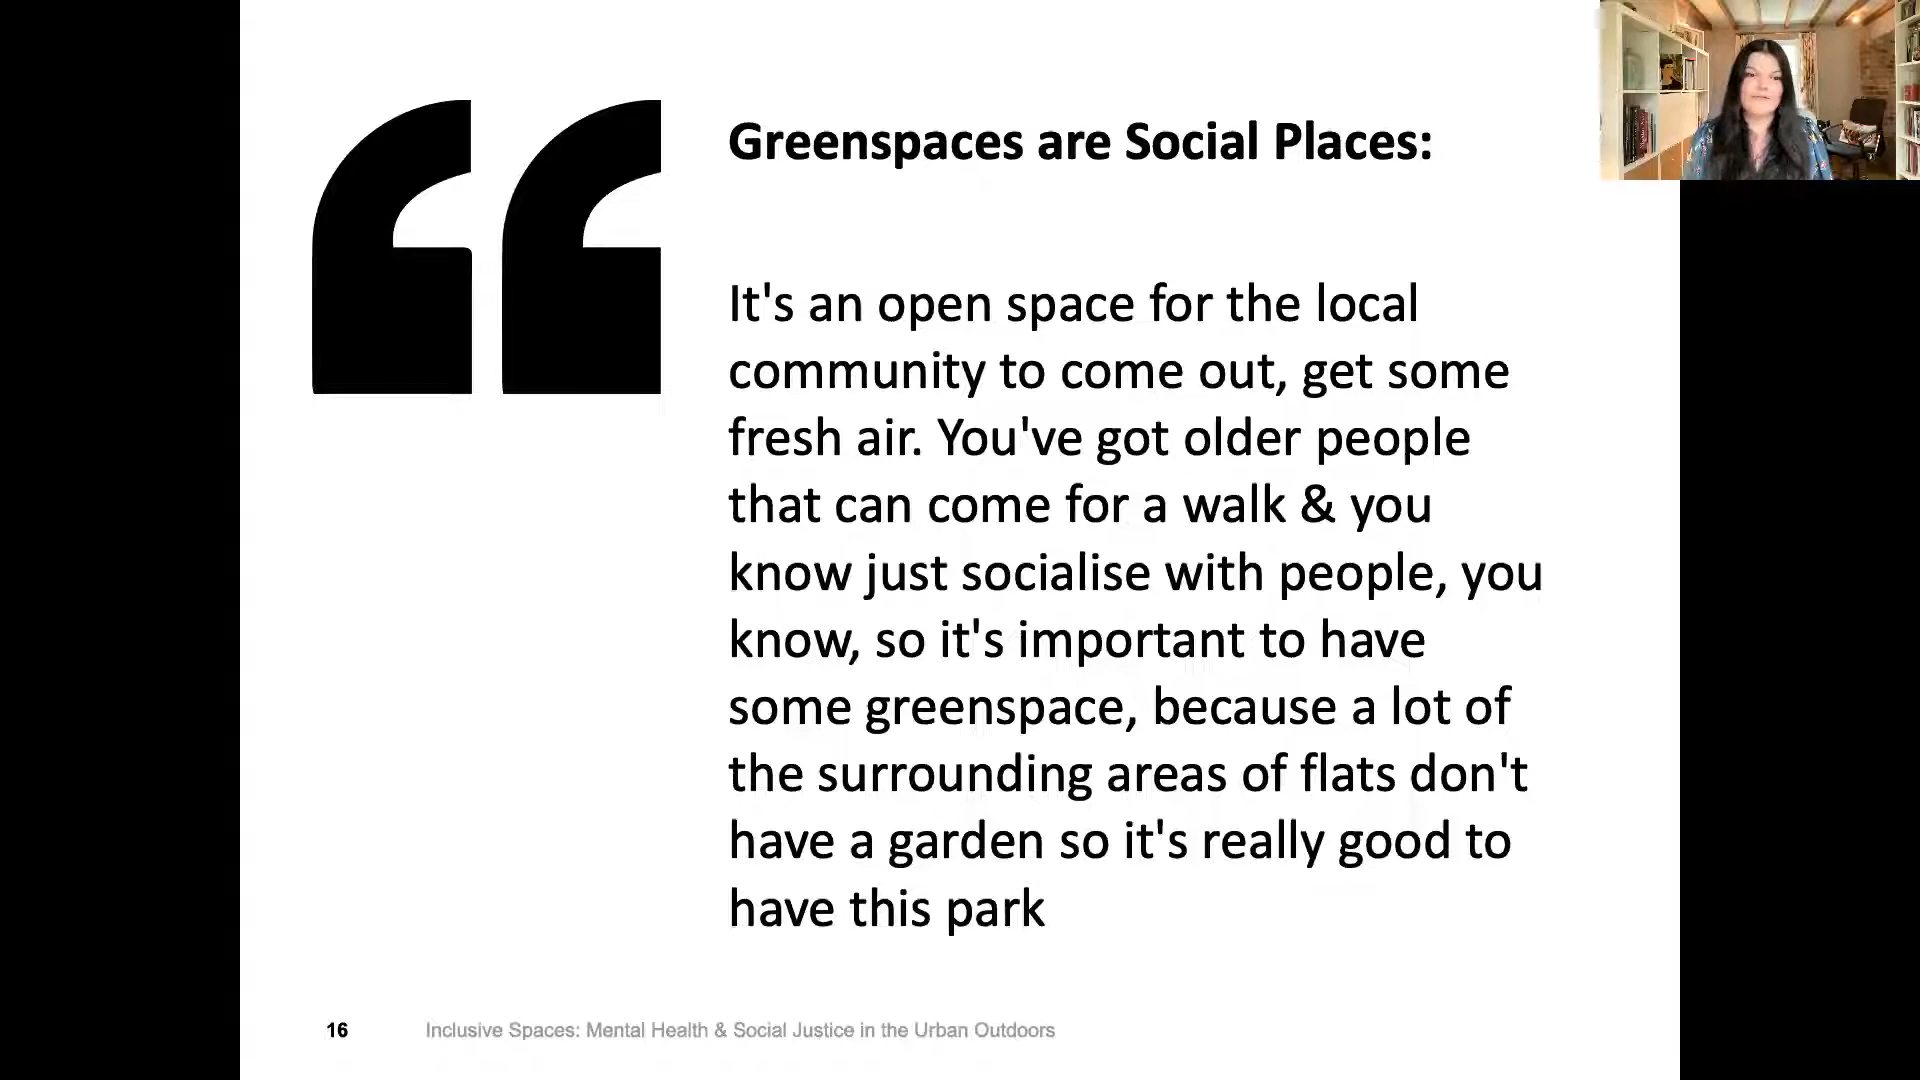 Greenspaces are Social Places:
It's an open space for the local
community to come out, get some
fresh air. You've got older people
that can come for a walk & you
know just socialise with people, you
know, so it's important to have
some greenspace, because a lot of
the surrounding areas of flats don't
have a garden so it's really good to
have this park
16 Inclusive Spaces: Mental Health & Social Justice in the Urban Outdoors